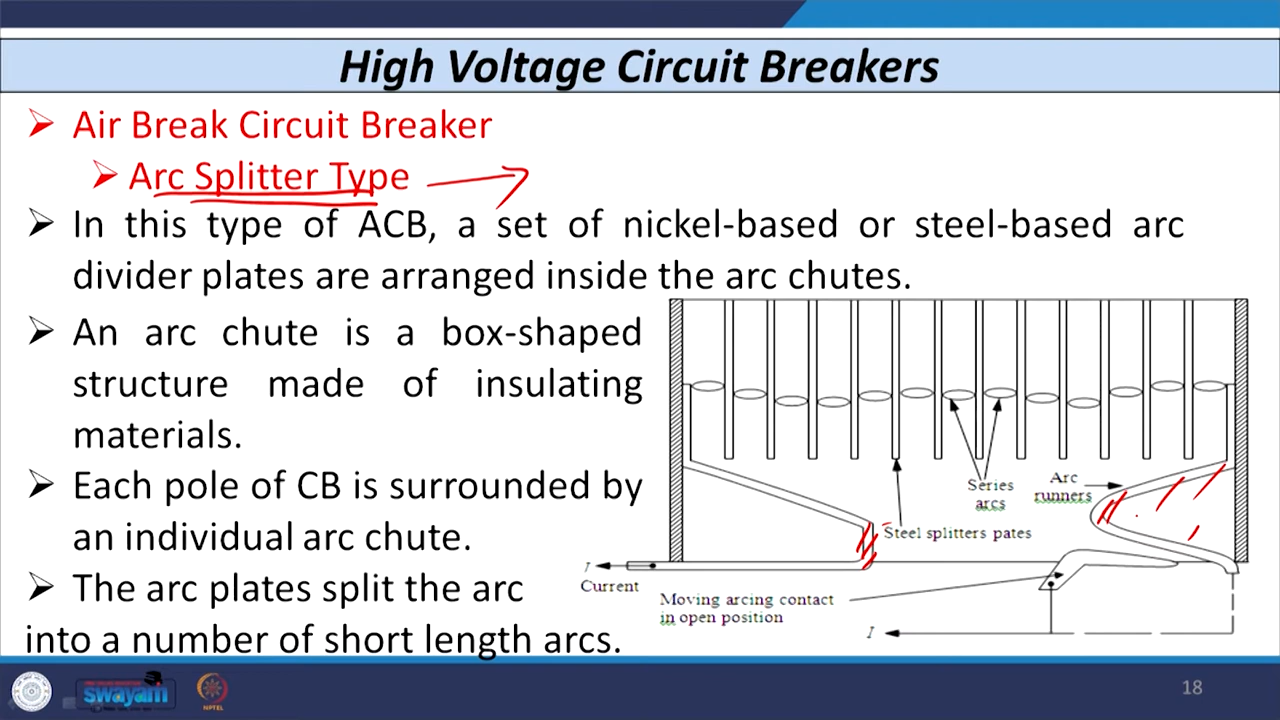 High Voltage Circuit Breakers
Air Break Circuit Breaker
Arc Splitter Type
In this type of ACB, a set of nickel-based or steel-based arc
divider plates are arranged inside the arc chutes.
An arc chute is a box-shaped
structure made of insulating
materials.
Each pole of CB is surrounded by
an individual arc chute.
The arc plates split the arc
into a number of short length arcs.
Series
arcs
Arc
runners
Steel splitters pates
I
Current
Moving arcing contact
in open position
I
swayam
NPTEL
18